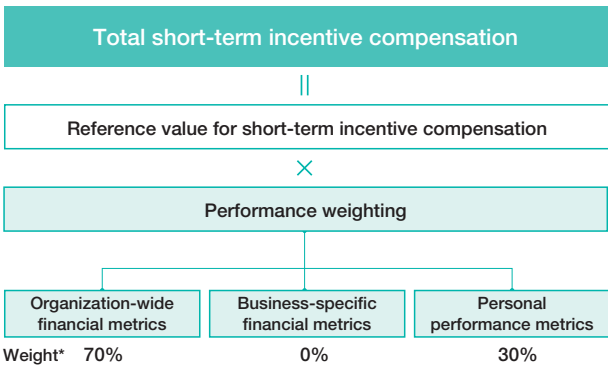 Total short-term incentive compensation
=
Reference value for short-term incentive compensation
×
Performance weighting
Organization-wide
financial metrics
Business-specific
financial metrics
Personal
performance metrics
Weight* 70% 0% 30%